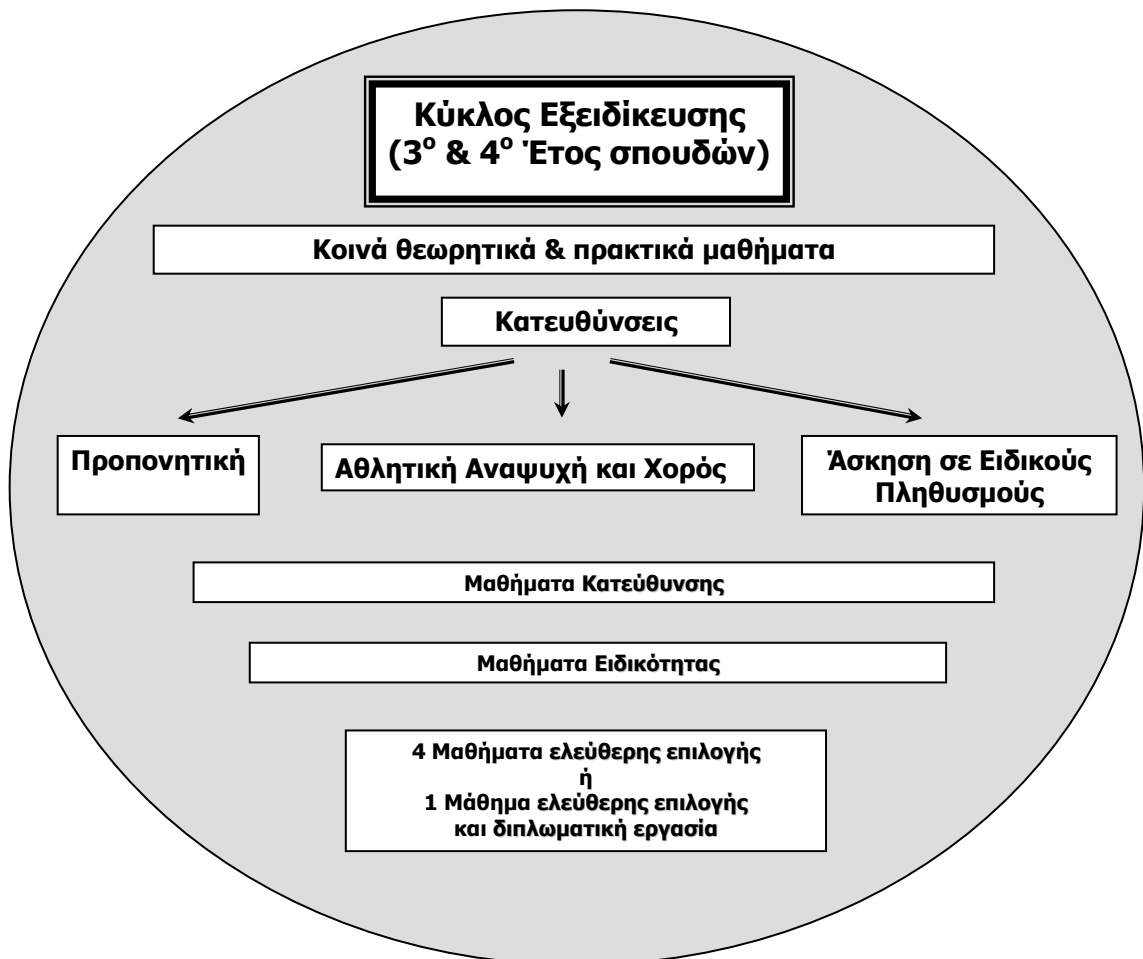 Κύκλος Εξειδίκευσης
(3ο & 4ο Έτος σπουδών)
Κοινά θεωρητικά & πρακτικά μαθήματα
Κατευθύνσεις
Προπονητική
Αθλητική Αναψυχή και Χορός
Άσκηση σε Ειδικούς
Πληθυσμούς
Μαθήματα Κατεύθυνσης
Μαθήματα Ειδικότητας
4 Μαθήματα ελεύθερης επιλογής
ή
1 Μάθημα ελεύθερης επιλογής
και διπλωματική εργασία